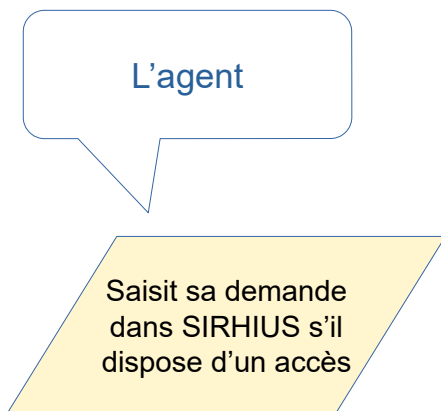 L’agent
Saisit sa demande
dans SIRHIUS s’il
dispose d’un accès